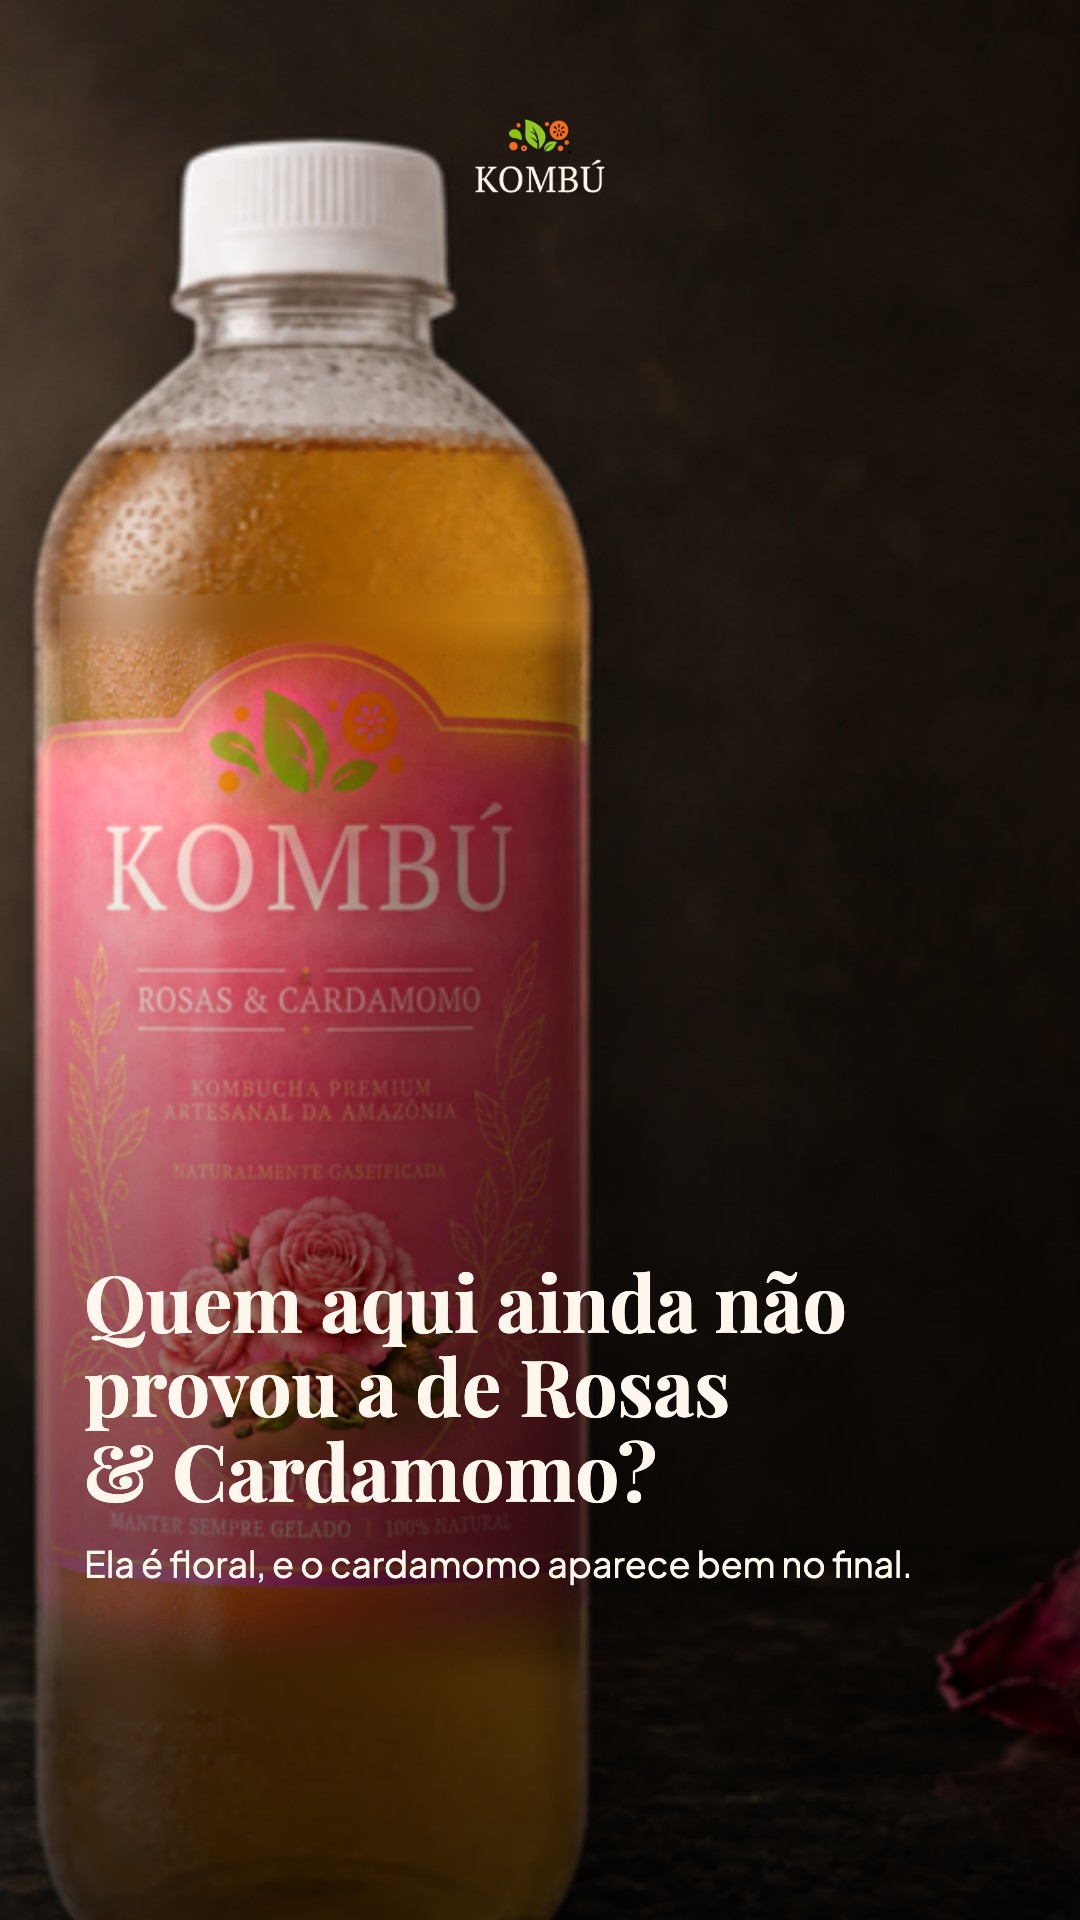 KOMBÚ
KOMBÚ
ROSAS & CARDAMOMO
KOMBUCHA PREMIUM
ARTESANAL DA AMAZÔNIA
NATURALMENTE GASEIFICADA
Quem aqui ainda não
provou a de Rosas
& Cardamomo?
MANTER SEMPRE GELADO | 100% NATURAL
Ela é floral, e o cardamomo aparece bem no final.